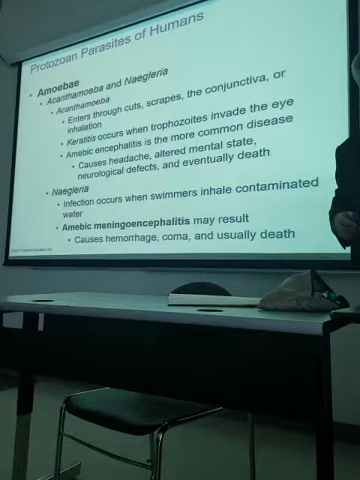 Protozoan Parasites of Humans
• Amoebae
• Acanthamoeba and Naegleria
• Acanthamoeba
• Enters through cuts, scrapes, the conjunctiva, or
inhalation
• Keratitis occurs when trophozoites invade the eye
• Amebic encephalitis is the more common disease
• Causes headache, altered mental state,
neurological defects, and eventually death
• Naegleria
• Infection occurs when swimmers inhale contaminated
water
• Amebic meningoencephalitis may result
• Causes hemorrhage, coma, and usually death